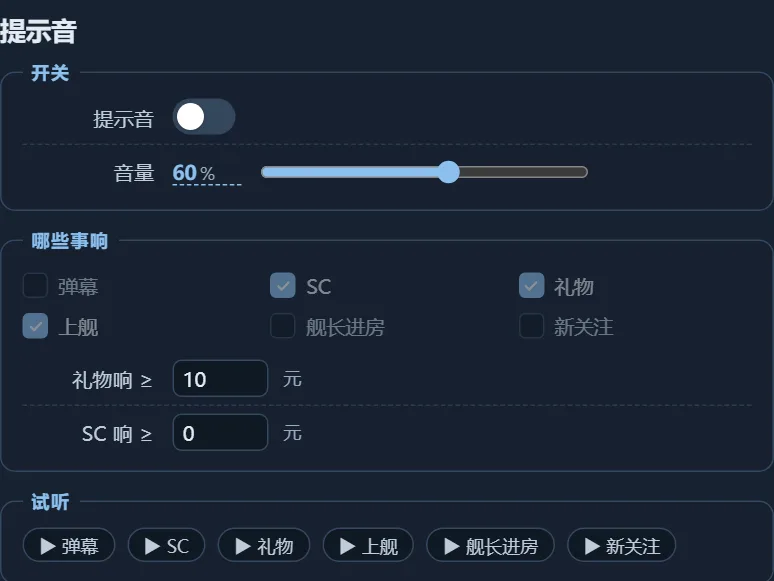 提示音
开关
提示音
音量 60 %
哪些事响
弹幕 SC 礼物
上舰 舰长进房 新关注
礼物响 ≥ 10 元
SC 响 ≥ 0 元
试听
▶ 弹幕 ▶ SC ▶ 礼物 ▶ 上舰 ▶ 舰长进房 ▶ 新关注